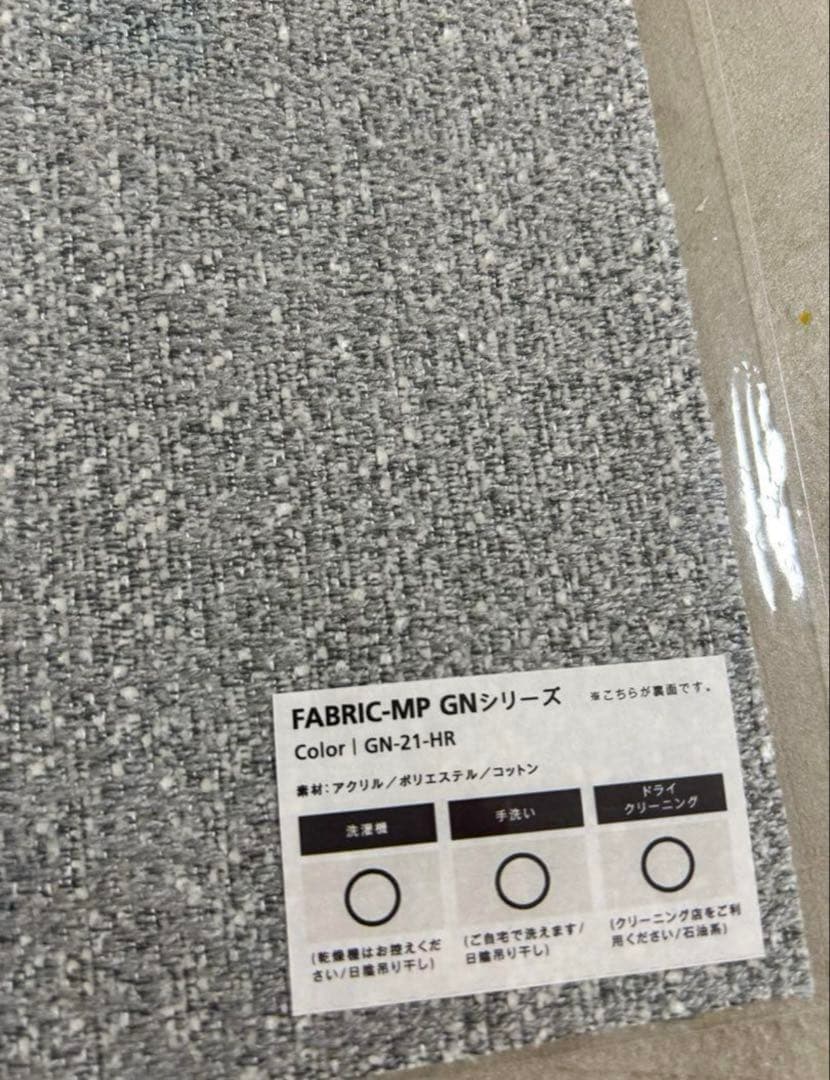 FABRIC-MP GNシリーズ ※こちらが裏面です。
Color | GN-21-HR
素材：アクリル／ポリエステル／コットン
洗濯機
(乾燥機はお控えくだ
さい/日陰吊り干し)
手洗い
(ご自宅で洗えます/
日陰吊り干し)
ドライ
クリーニング
(クリーニング店をご利
用ください/石油系)